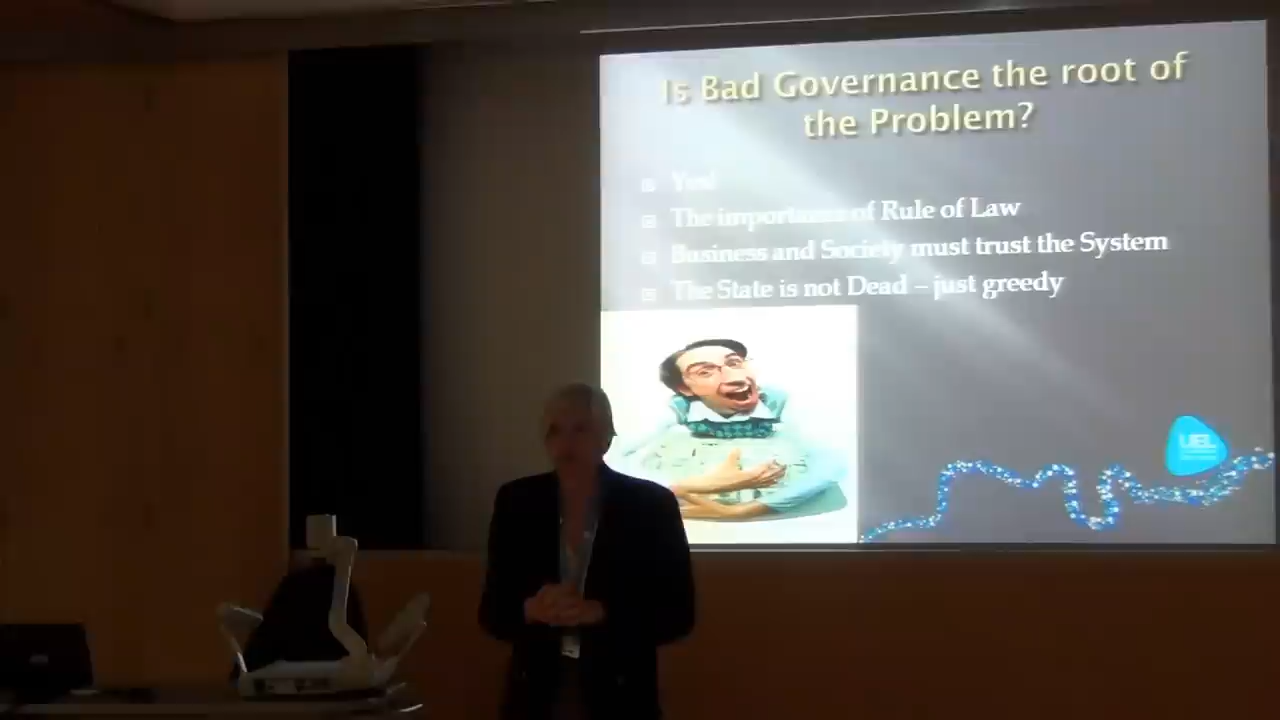 Is Bad Governance the root of
the Problem?
Yes!
The importance of Rule of Law
Business and Society must trust the System
The State is not Dead – just greedy
UEL